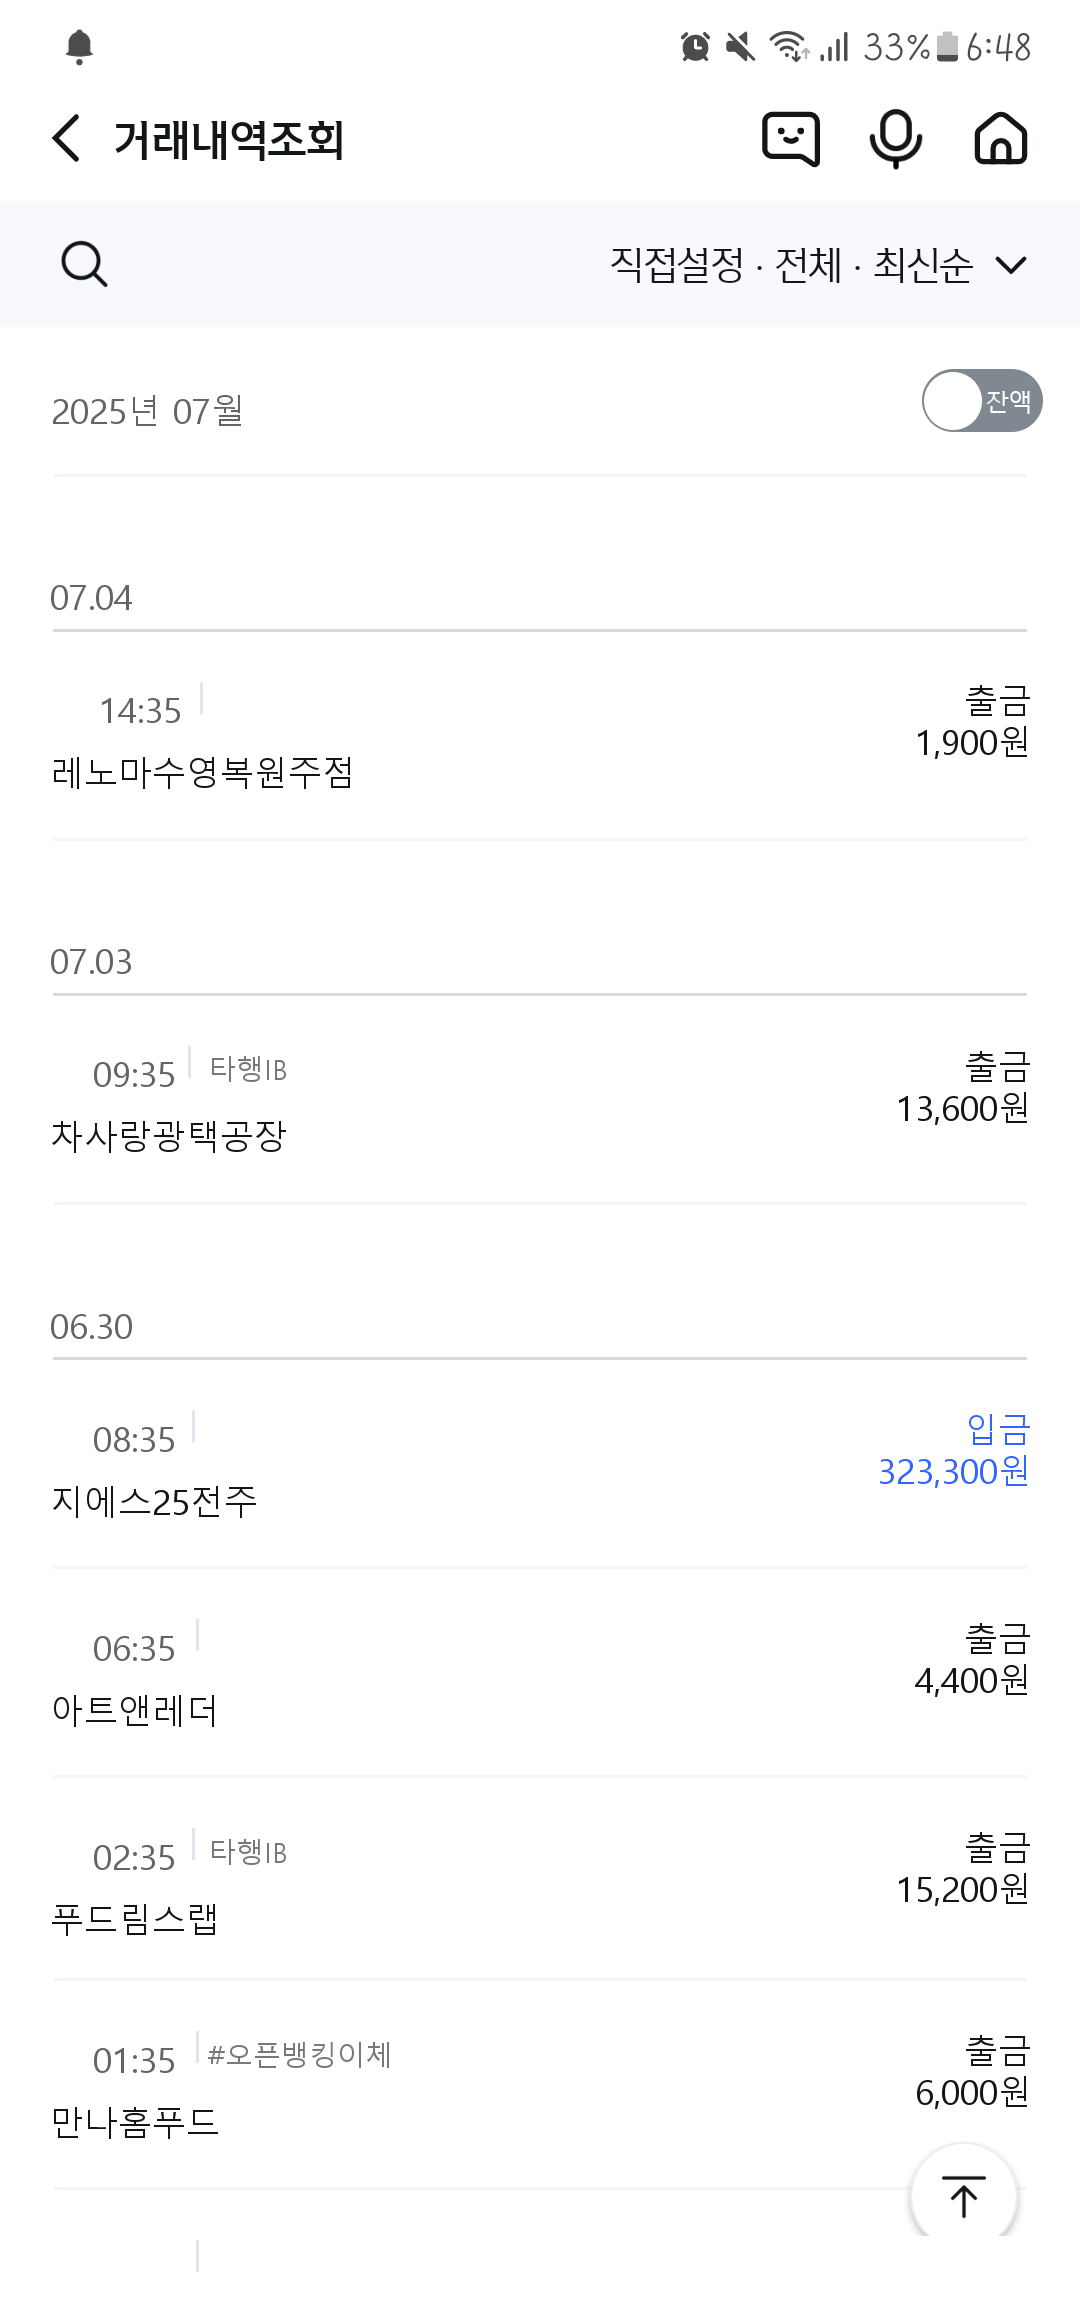 33% 6:48
거래내역조회
직접설정 · 전체 · 최신순
2025년 07월
잔액
07.04
14:35
출금
1,900원
레노마수영복원주점
07.03
09:35 타행IB
출금
13,600원
차사랑광택공장
06.30
08:35
입금
323,300원
지에스25전주
06:35
출금
4,400원
아트앤레더
02:35 타행IB
출금
15,200원
푸드림스랩
01:35 #오픈뱅킹이체
출금
6,000원
만나홈푸드